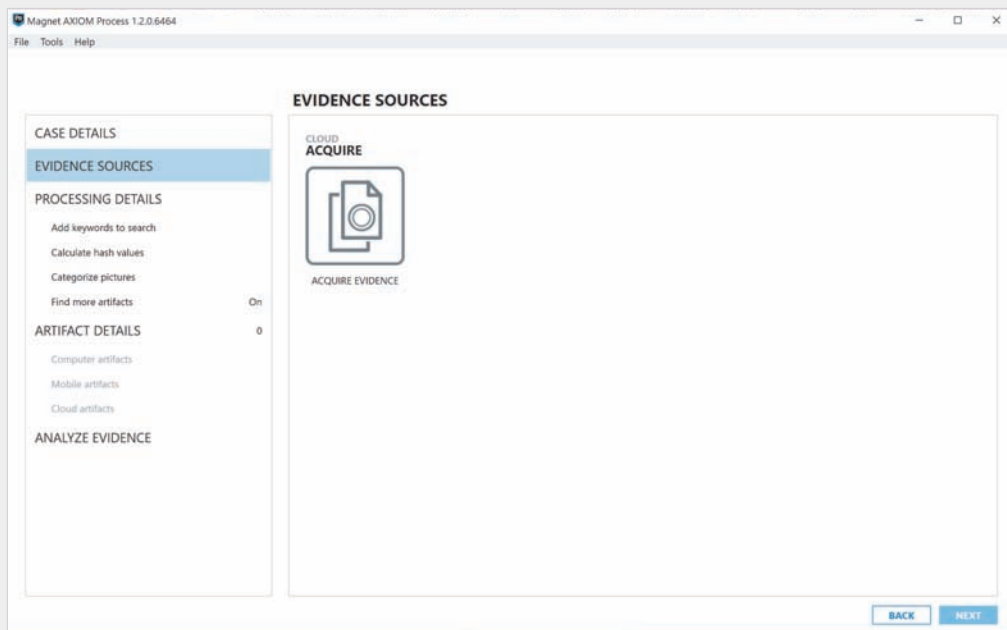 Magnet AXIOM Process 1.2.0.6464
File Tools Help
EVIDENCE SOURCES
CASE DETAILS
EVIDENCE SOURCES
PROCESSING DETAILS
Add keywords to search
Calculate hash values
Categorize pictures
Find more artifacts On
ARTIFACT DETAILS 0
Computer artifacts
Mobile artifacts
Cloud artifacts
ANALYZE EVIDENCE
CLOUD
ACQUIRE
ACQUIRE EVIDENCE
BACK NEXT